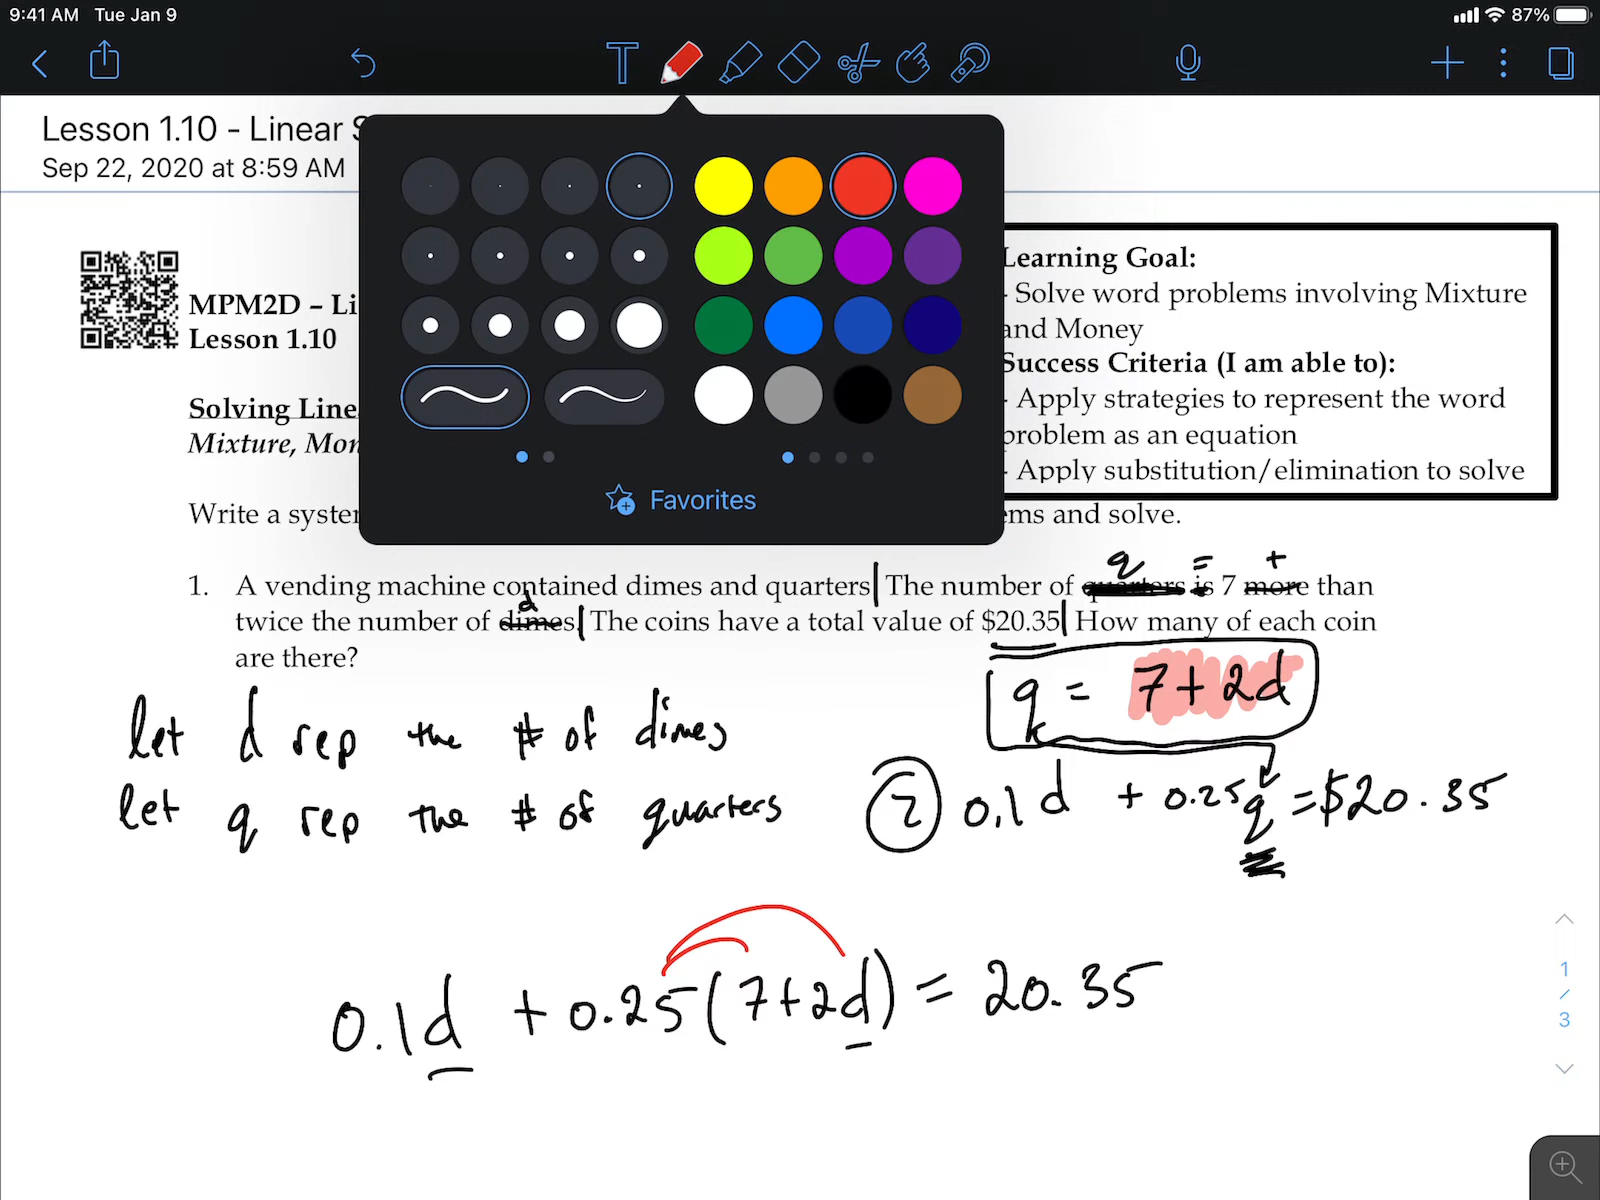 9:41 AM Tue Jan 9 87%
T
Lesson 1.10 - Linear
Sep 22, 2020 at 8:59 AM
Favorites
MPM2D – Li
Lesson 1.10
Learning Goal:
- Solve word problems involving Mixture
and Money
Success Criteria (I am able to):
- Apply strategies to represent the word
problem as an equation
- Apply substitution/elimination to solve
Solving Line
Mixture, Mon
Write a system
ems and solve.
q = +
1. A vending machine contained dimes and quarters The number of quarters is 7 more than
d
twice the number of dimes. The coins have a total value of $20.35 How many of each coin
are there?
q = 7+2d
let d rep the # of dimes
let q rep the # of quarters
2 0.1d + 0.25q = $20.35
0.1d + 0.25(7+2d) = 20.35
1
/
3